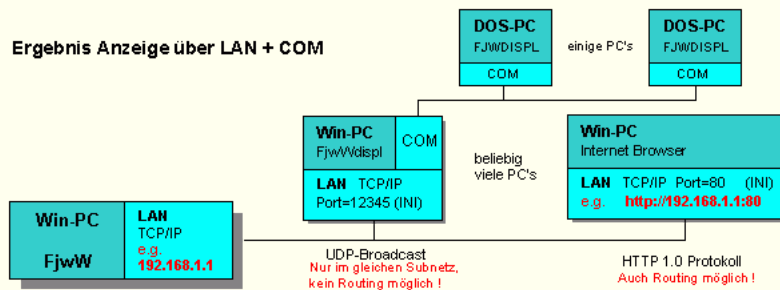 Ergebnis Anzeige über LAN + COM
DOS-PC
FJWDISPL
COM
einige PC's
DOS-PC
FJWDISPL
COM
Win-PC
FjwWdispl
COM
LAN TCP/IP
Port=12345 (INI)
beliebig
viele PC's
Win-PC
Internet Browser
LAN TCP/IP Port=80 (INI)
e.g. http://192.168.1.1:80
Win-PC
FjwW
LAN
TCP/IP
e.g.
192.168.1.1
UDP-Broadcast
Nur im gleichen Subnetz,
kein Routing möglich !
HTTP 1.0 Protokoll
Auch Routing möglich !